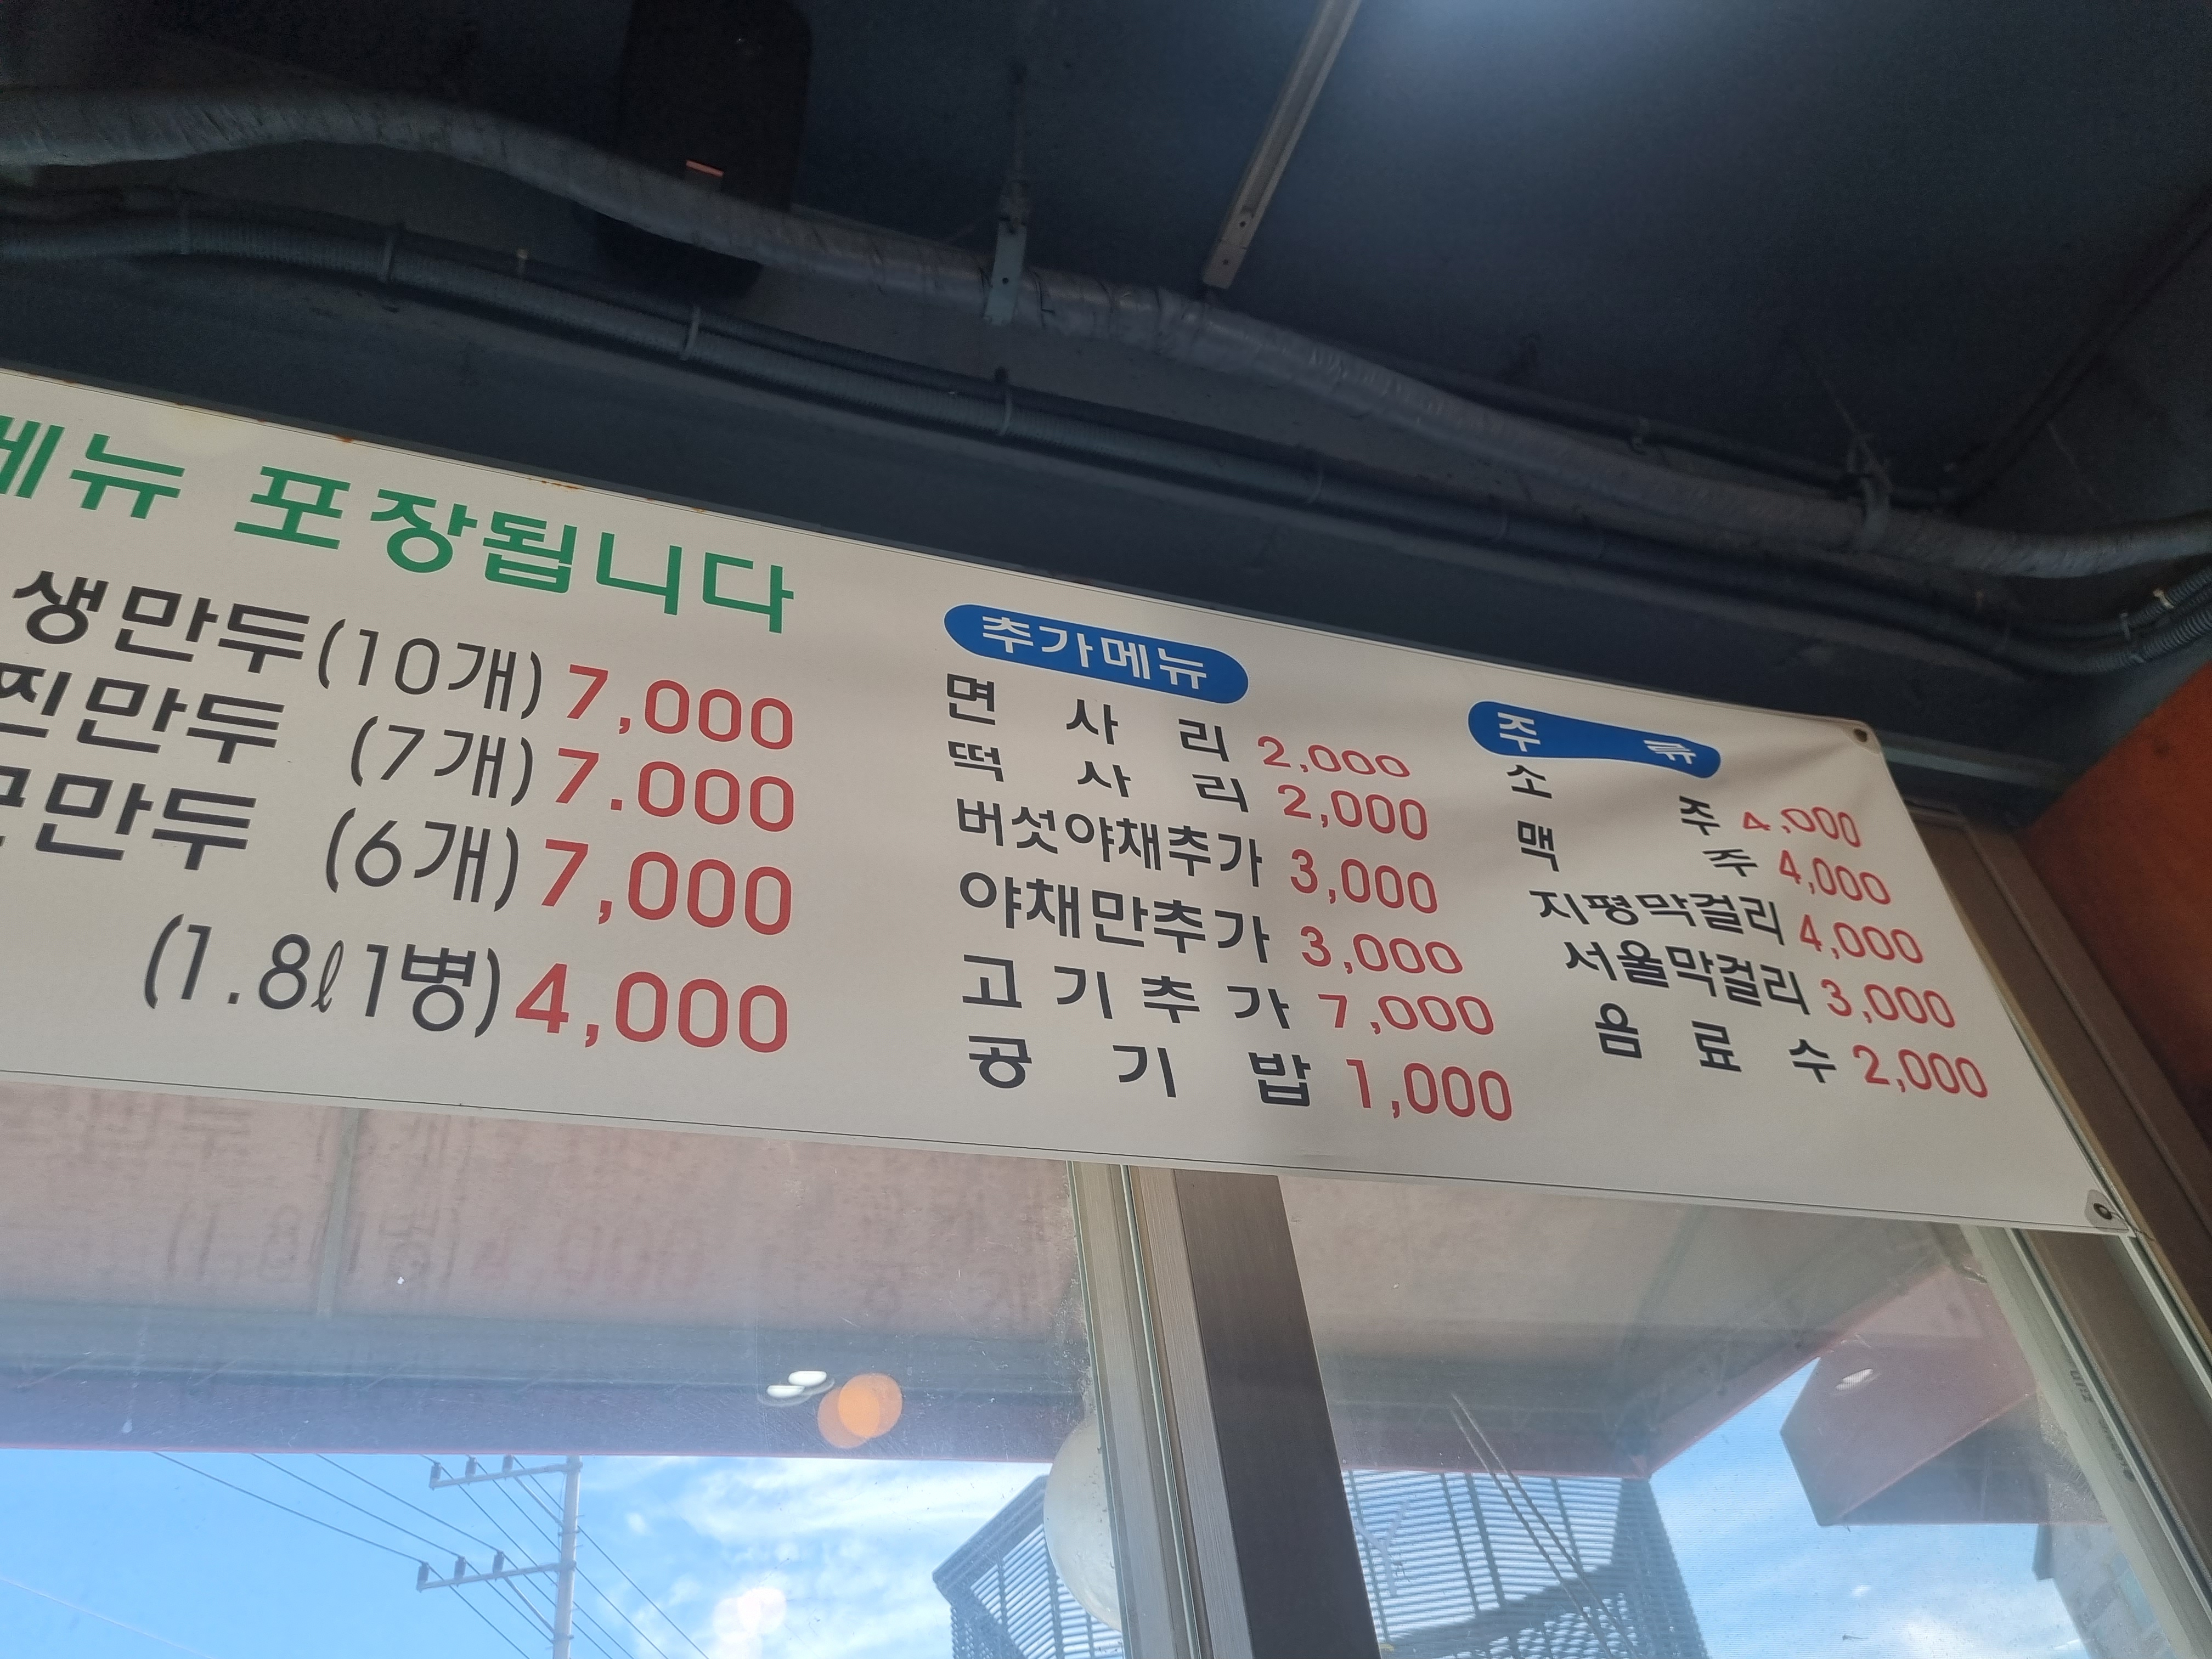 메뉴 포장됩니다
생만두(10개) 7,000
찐만두 (7개) 7.000
만두 (6개) 7,000
(1.8ℓ1병) 4,000
추가메뉴
면 사 리 2,000
떡 사 리 2,000
버섯야채추가 3,000
야채만추가 3,000
고 기 추 가 7,000
공 기 밥 1,000
주 류
소 주 4,000
맥 주 4,000
지평막걸리 4,000
서울막걸리 3,000
음 료 수 2,000